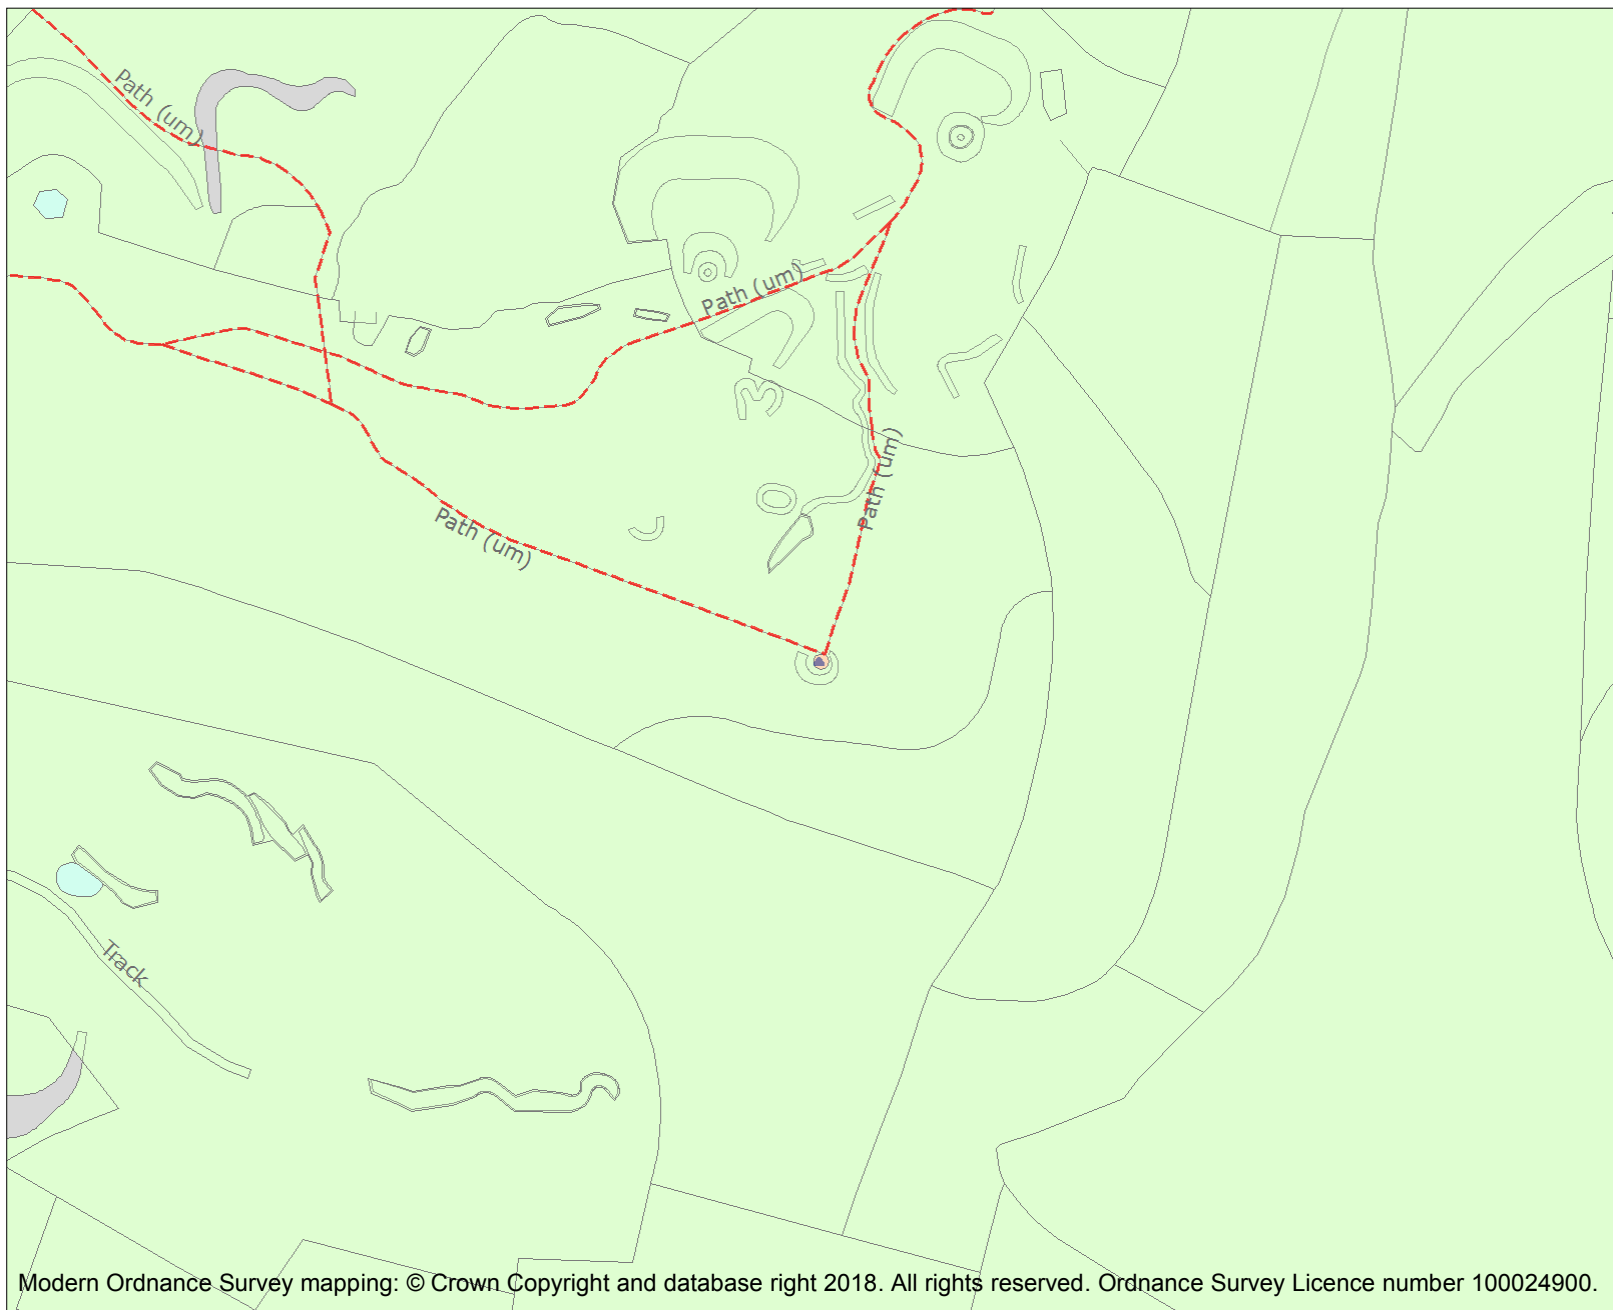 Path (um)
Path (um)
Path (um)
Path (um)
Track
Modern Ordnance Survey mapping: © Crown Copyright and database right 2018. All rights reserved. Ordnance Survey Licence number 100024900.